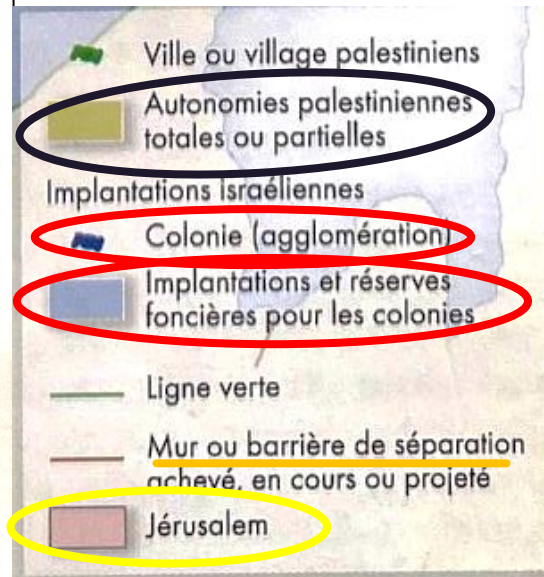 Ville ou village palestiniens
Autonomies palestiniennes
totales ou partielles
Implantations israéliennes
Colonie (agglomération)
Implantations et réserves
foncières pour les colonies
Ligne verte
Mur ou barrière de séparation
achevé, en cours ou projeté
Jérusalem